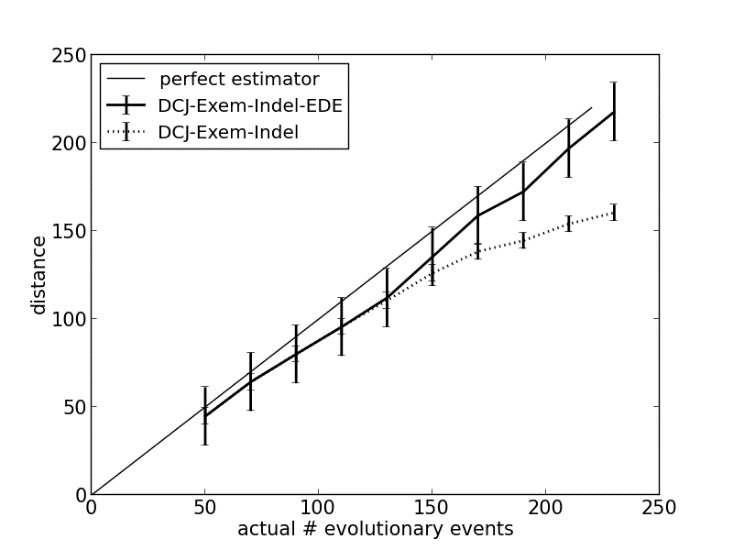 250
200
150
100
50
0
distance
perfect estimator
DCJ-Exem-Indel-EDE
DCJ-Exem-Indel
0 50 100 150 200 250
actual # evolutionary events